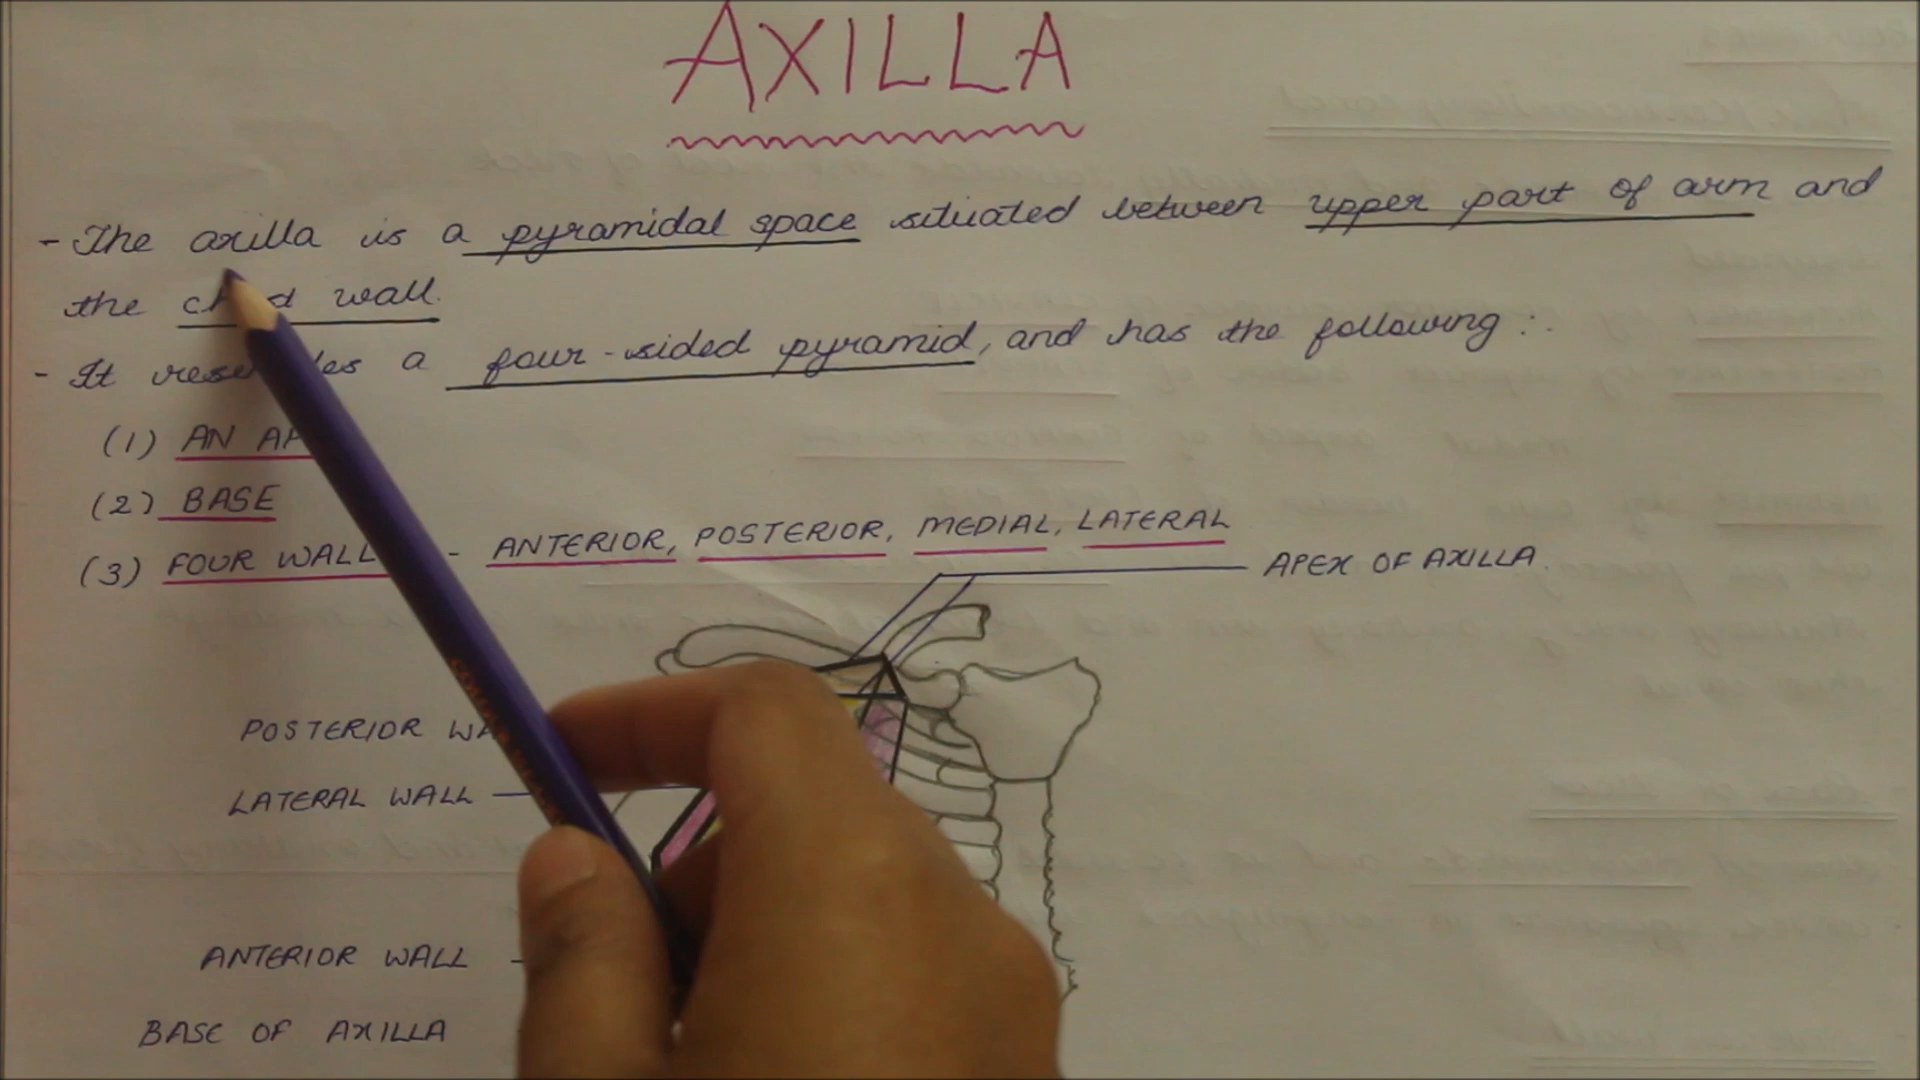 AXILLA
- The axilla is a pyramidal space situated between upper part of arm and
the wall.
- It a four-sided pyramid, and has the following :-
(1) AN
(2) BASE
(3) FOUR WALL - ANTERIOR, POSTERIOR, MEDIAL, LATERAL
APEX OF AXILLA.
POSTERIOR
LATERAL WALL
ANTERIOR WALL
BASE OF AXILLA